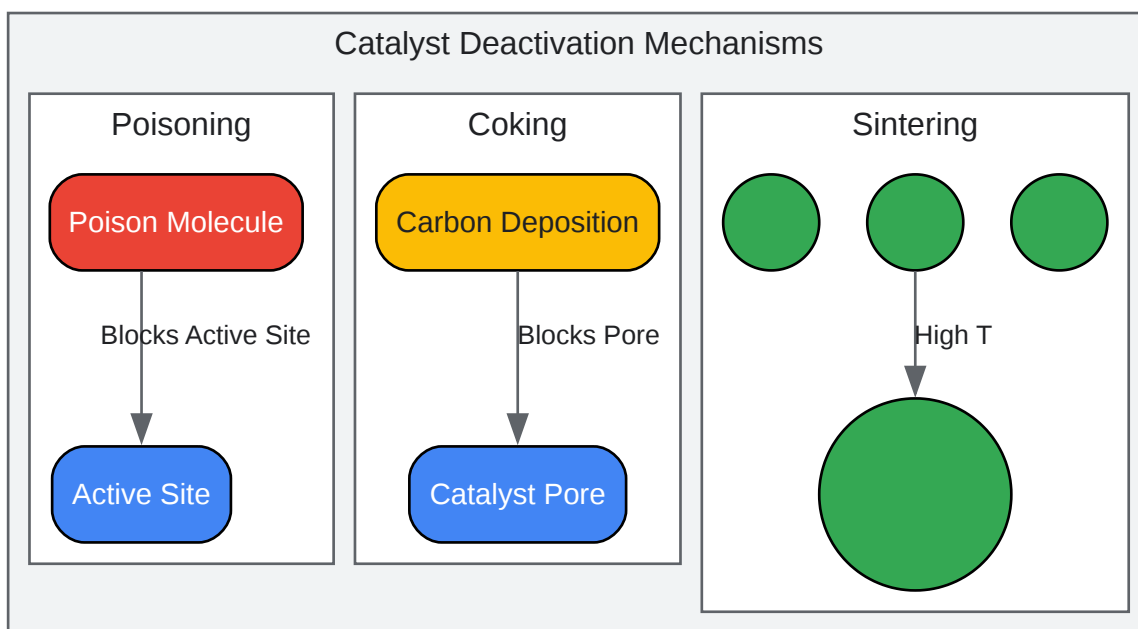 Catalyst Deactivation Mechanisms
Poisoning
Poison Molecule
Blocks Active Site
Active Site
Coking
Carbon Deposition
Blocks Pore
Catalyst Pore
Sintering
High T